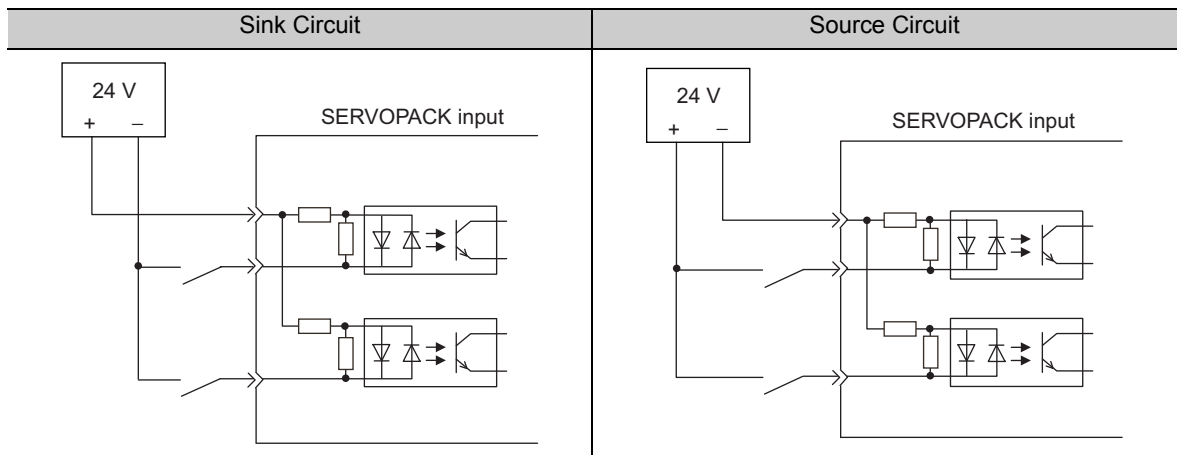 Sink Circuit
Source Circuit
24 V
+ –
SERVOPACK input
24 V
+ –
SERVOPACK input